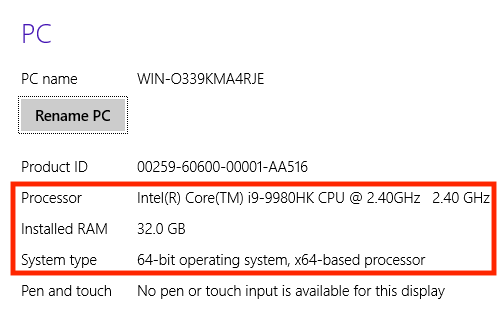 PC
PC name WIN-O339KMA4RJE
Rename PC
Product ID 00259-60600-00001-AA516
Processor Intel(R) Core(TM) i9-9980HK CPU @ 2.40GHz 2.40 GHz
Installed RAM 32.0 GB
System type 64-bit operating system, x64-based processor
Pen and touch No pen or touch input is available for this display